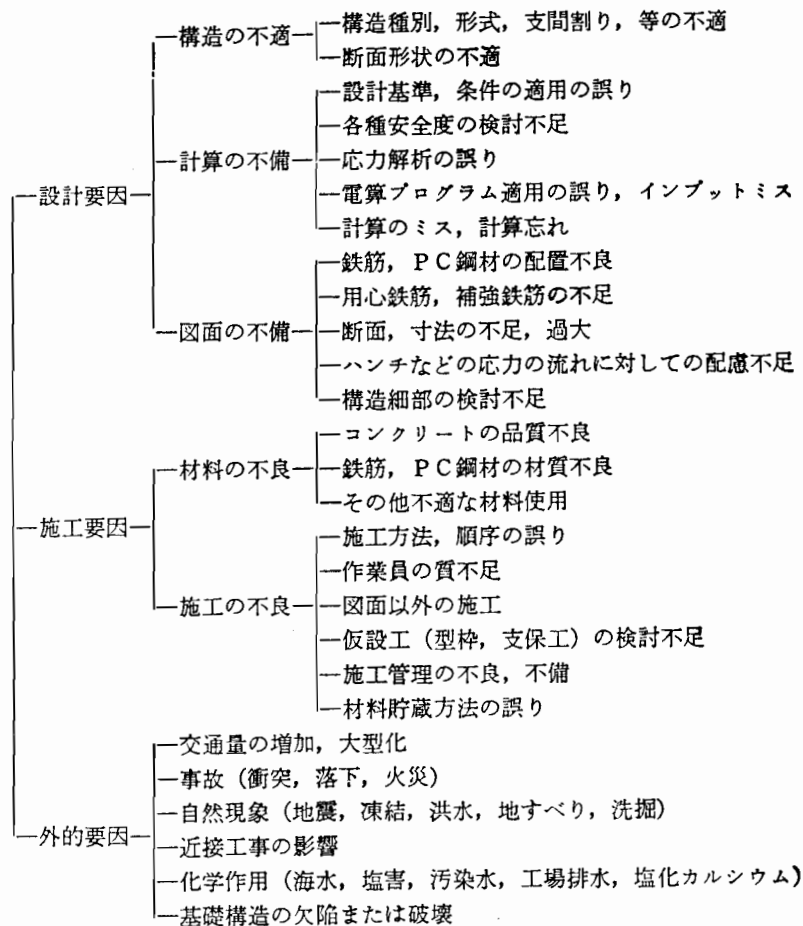 構造種別, 形式, 支間割り, 等の不適
構造の不適
断面形状の不適
設計基準, 条件の適用の誤り
各種安全度の検討不足
計算の不備
応力解析の誤り
電算プログラム適用の誤り, インプットミス
設計要因
計算のミス, 計算忘れ
鉄筋, PC鋼材の配置不良
用心鉄筋, 補強鉄筋の不足
図面の不備
断面, 寸法の不足, 過大
ハンチなどの応力の流れに対しての配慮不足
構造細部の検討不足
コンクリートの品質不良
材料の不良
鉄筋, PC鋼材の材質不良
その他不適な材料使用
施工要因
施工方法, 順序の誤り
作業員の質不足
施工の不良
図面以外の施工
仮設工（型枠, 支保工）の検討不足
施工管理の不良, 不備
材料貯蔵方法の誤り
交通量の増加, 大型化
事故（衝突, 落下, 火災）
自然現象（地震, 凍結, 洪水, 地すべり, 洗掘）
外的要因
近接工事の影響
化学作用（海水, 塩害, 汚染水, 工場排水, 塩化カルシウム）
基礎構造の欠陥または破壊